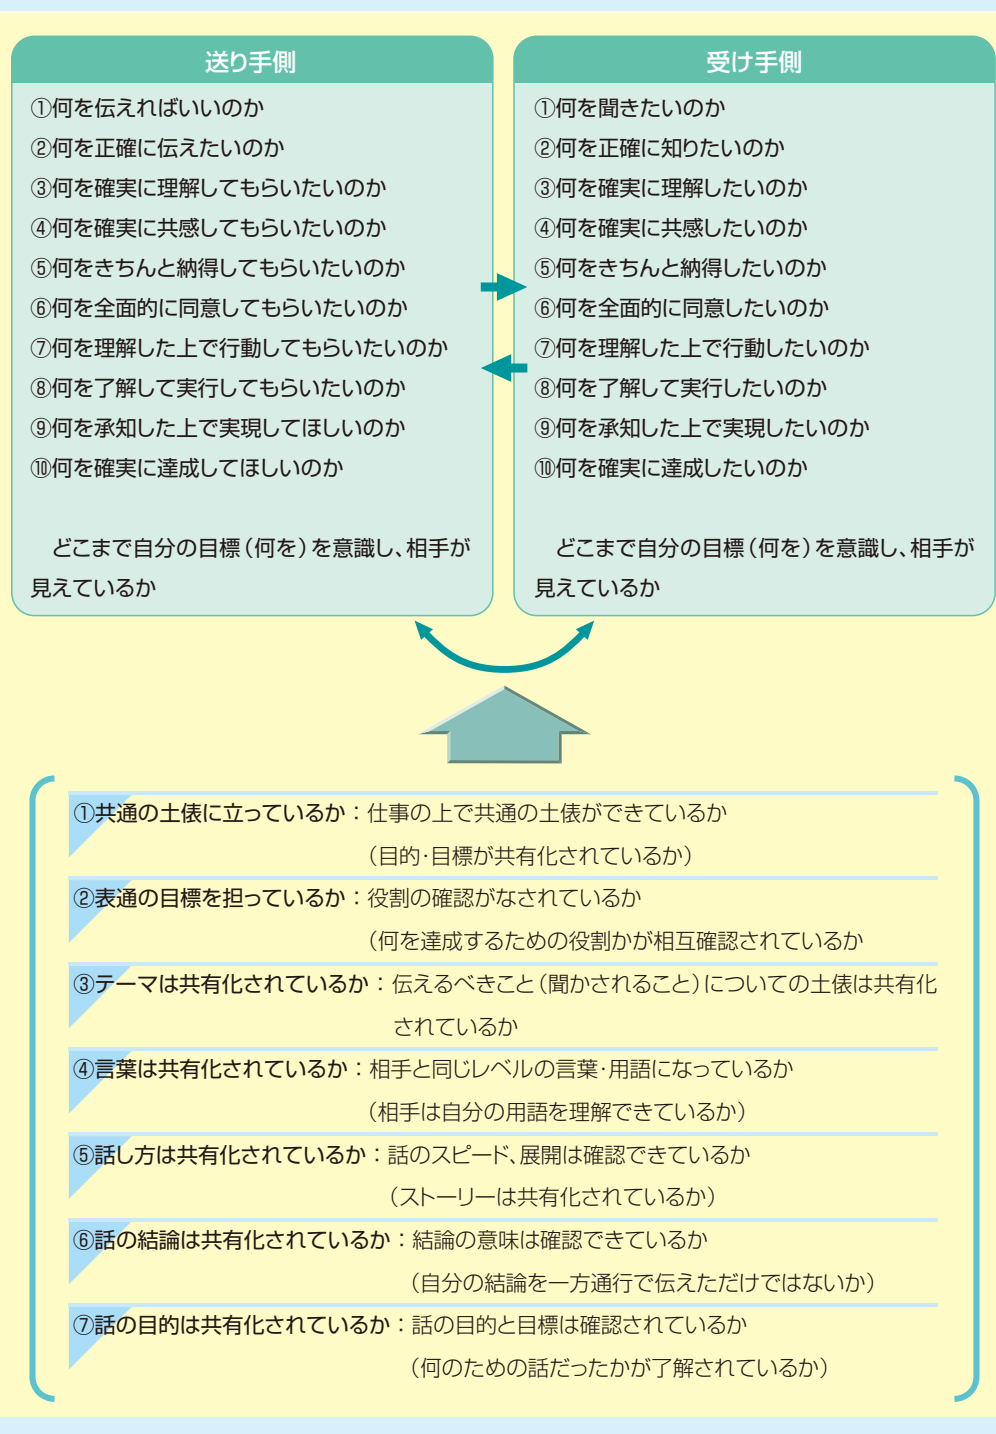 送り手側
①何を伝えればいいのか
②何を正確に伝えたいのか
③何を確実に理解してもらいたいのか
④何を確実に共感してもらいたいのか
⑤何をきちんと納得してもらいたいのか
⑥何を全面的に同意してもらいたいのか
⑦何を理解した上で行動してもらいたいのか
⑧何を了解して実行してもらいたいのか
⑨何を承知した上で実現してほしいのか
⑩何を確実に達成してほしいのか
どこまで自分の目標（何を）を意識し、相手が
見えているか
受け手側
①何を聞きたいのか
②何を正確に知りたいのか
③何を確実に理解したいのか
④何を確実に共感したいのか
⑤何をきちんと納得したいのか
⑥何を全面的に同意したいのか
⑦何を理解した上で行動したいのか
⑧何を了解して実行したいのか
⑨何を承知した上で実現したいのか
⑩何を確実に達成したいのか
どこまで自分の目標（何を）を意識し、相手が
見えているか
①共通の土俵に立っているか：仕事の上で共通の土俵ができているか
（目的・目標が共有化されているか）
②表通の目標を担っているか：役割の確認がなされているか
（何を達成するための役割かが相互確認されているか
③テーマは共有化されているか：伝えるべきこと（聞かされること）についての土俵は共有化
されているか
④言葉は共有化されているか：相手と同じレベルの言葉・用語になっているか
（相手は自分の用語を理解できているか）
⑤話し方は共有化されているか：話のスピード、展開は確認できているか
（ストーリーは共有化されているか）
⑥話の結論は共有化されているか：結論の意味は確認できているか
（自分の結論を一方通行で伝えただけではないか）
⑦話の目的は共有化されているか：話の目的と目標は確認されているか
（何のための話だったかが了解されているか）